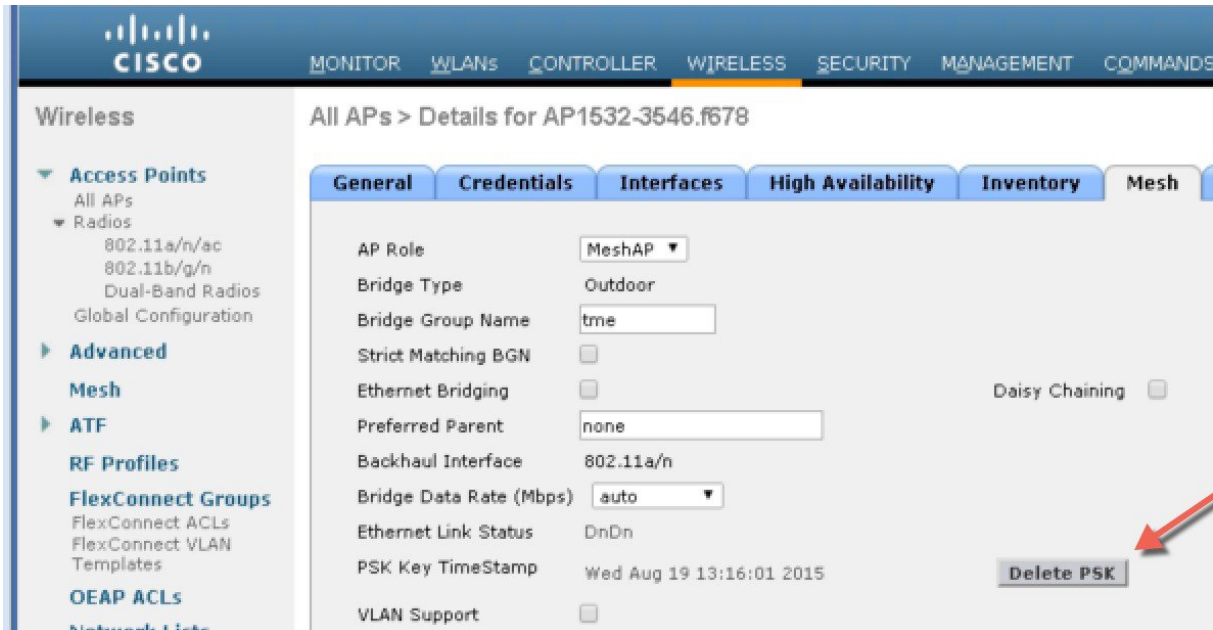 CISCO
MONITOR WLANs CONTROLLER WIRELESS SECURITY MANAGEMENT COMMANDS
Wireless
Access Points
All APs
Radios
802.11a/n/ac
802.11b/g/n
Dual-Band Radios
Global Configuration
Advanced
Mesh
ATF
RF Profiles
FlexConnect Groups
FlexConnect ACLs
FlexConnect VLAN
Templates
OEAP ACLs
Network Lists
All APs > Details for AP1532-3546.f678
General Credentials Interfaces High Availability Inventory Mesh
AP Role MeshAP
Bridge Type Outdoor
Bridge Group Name tme
Strict Matching BGN
Ethernet Bridging Daisy Chaining
Preferred Parent none
Backhaul Interface 802.11a/n
Bridge Data Rate (Mbps) auto
Ethernet Link Status DnDn
PSK Key TimeStamp Wed Aug 19 13:16:01 2015 Delete PSK
VLAN Support